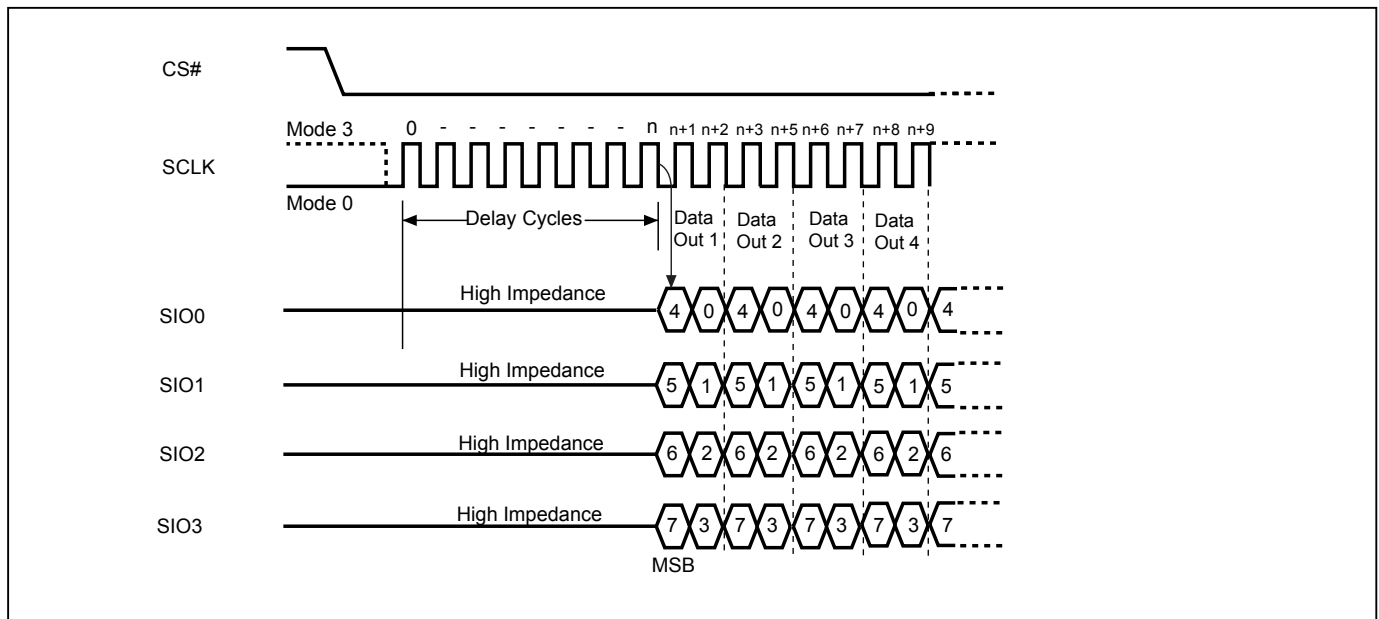 CS#
Mode 3
0 - - - - - - n n+1 n+2 n+3 n+5 n+6 n+7 n+8 n+9
SCLK
Mode 0
Delay Cycles
Data Out 1
Data Out 2
Data Out 3
Data Out 4
SIO0
High Impedance
4 0 4 0 4 0 4 0 4
SIO1
High Impedance
5 1 5 1 5 1 5 1 5
SIO2
High Impedance
6 2 6 2 6 2 6 2 6
SIO3
High Impedance
7 3 7 3 7 3 7 3 7
MSB